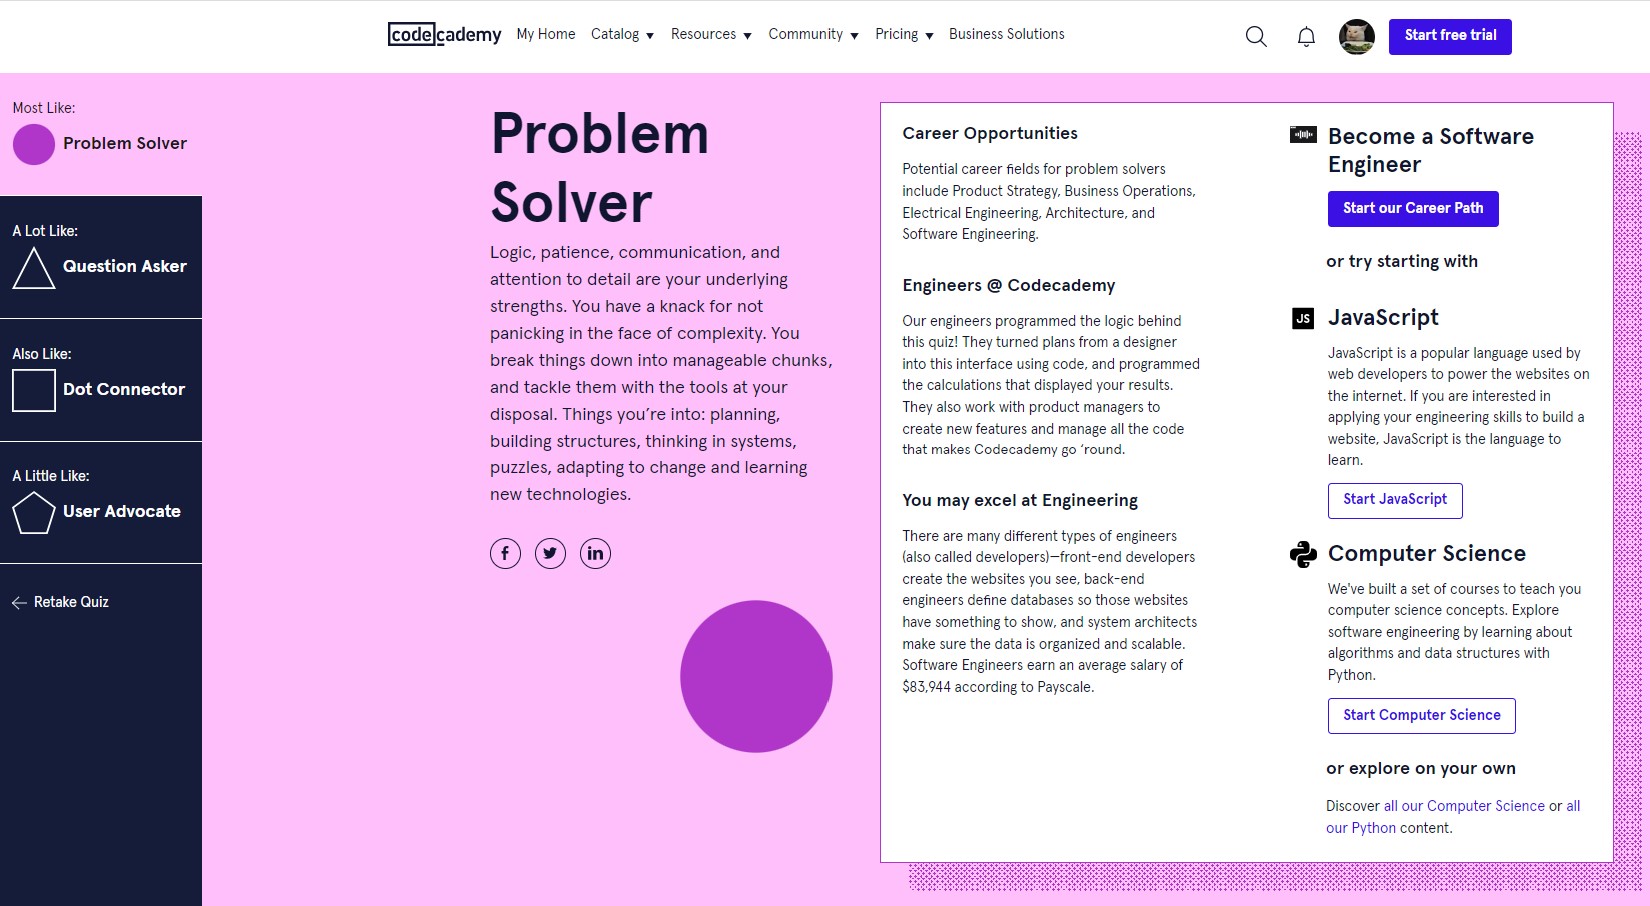 codecademy My Home Catalog Resources Community Pricing Business Solutions Start free trial
Most Like:
Problem Solver
A Lot Like:
Question Asker
Also Like:
Dot Connector
A Little Like:
User Advocate
Retake Quiz
Problem
Solver
Logic, patience, communication, and
attention to detail are your underlying
strengths. You have a knack for not
panicking in the face of complexity. You
break things down into manageable chunks,
and tackle them with the tools at your
disposal. Things you’re into: planning,
building structures, thinking in systems,
puzzles, adapting to change and learning
new technologies.
Career Opportunities
Potential career fields for problem solvers
include Product Strategy, Business Operations,
Electrical Engineering, Architecture, and
Software Engineering.
Engineers @ Codecademy
Our engineers programmed the logic behind
this quiz! They turned plans from a designer
into this interface using code, and programmed
the calculations that displayed your results.
They also work with product managers to
create new features and manage all the code
that makes Codecademy go ‘round.
You may excel at Engineering
There are many different types of engineers
(also called developers)—front-end developers
create the websites you see, back-end
engineers define databases so those websites
have something to show, and system architects
make sure the data is organized and scalable.
Software Engineers earn an average salary of
$83,944 according to Payscale.
Become a Software
Engineer
Start our Career Path
or try starting with
JS JavaScript
JavaScript is a popular language used by
web developers to power the websites on
the internet. If you are interested in
applying your engineering skills to build a
website, JavaScript is the language to
learn.
Start JavaScript
Computer Science
We've built a set of courses to teach you
computer science concepts. Explore
software engineering by learning about
algorithms and data structures with
Python.
Start Computer Science
or explore on your own
Discover all our Computer Science or all
our Python content.